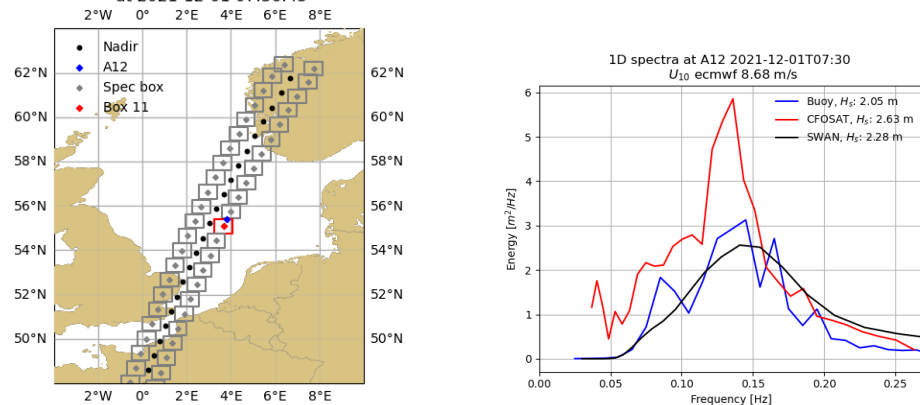 2°W 0° 2°E 4°E 6°E 8°E
Nadir
A12
Spec box
Box 11
62°N
60°N
58°N
56°N
54°N
52°N
50°N
62°N
60°N
58°N
56°N
54°N
52°N
50°N
2°W 0° 2°E 4°E 6°E 8°E
1D spectra at A12 2021-12-01T07:30
U10 ecmwf 8.68 m/s
Buoy, Hs: 2.05 m
CFOSAT, Hs: 2.63 m
SWAN, Hs: 2.28 m
Energy [m²/Hz]
6
5
4
3
2
1
0
0.00 0.05 0.10 0.15 0.20 0.25
Frequency [Hz]